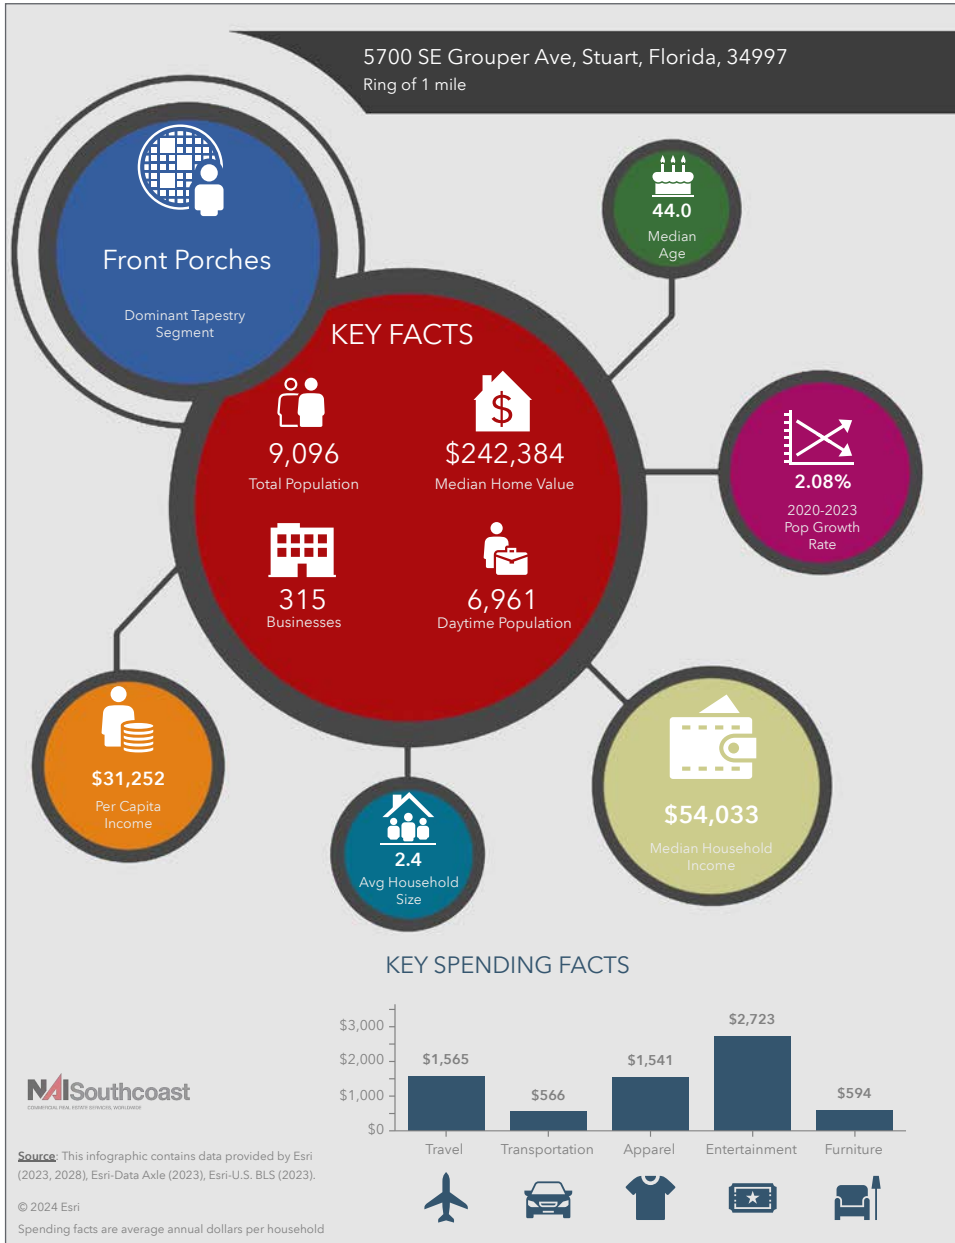 5700 SE Grouper Ave, Stuart, Florida, 34997
Ring of 1 mile
Front Porches
Dominant Tapestry
Segment
44.0
Median
Age
KEY FACTS
9,096
Total Population
$
$242,384
Median Home Value
315
Businesses
6,961
Daytime Population
2.08%
2020-2023
Pop Growth
Rate
$31,252
Per Capita
Income
2.4
Avg Household
Size
$54,033
Median Household
Income
KEY SPENDING FACTS
$3,000
$2,000
$1,000
$0
$1,565
$566
$1,541
$2,723
$594
Travel
Transportation
Apparel
Entertainment
Furniture
NAISouthcoast
COMMERCIAL REAL ESTATE SERVICES, WORLDWIDE
Source: This infographic contains data provided by Esri
(2023, 2028), Esri-Data Axle (2023), Esri-U.S. BLS (2023).
© 2024 Esri
Spending facts are average annual dollars per household